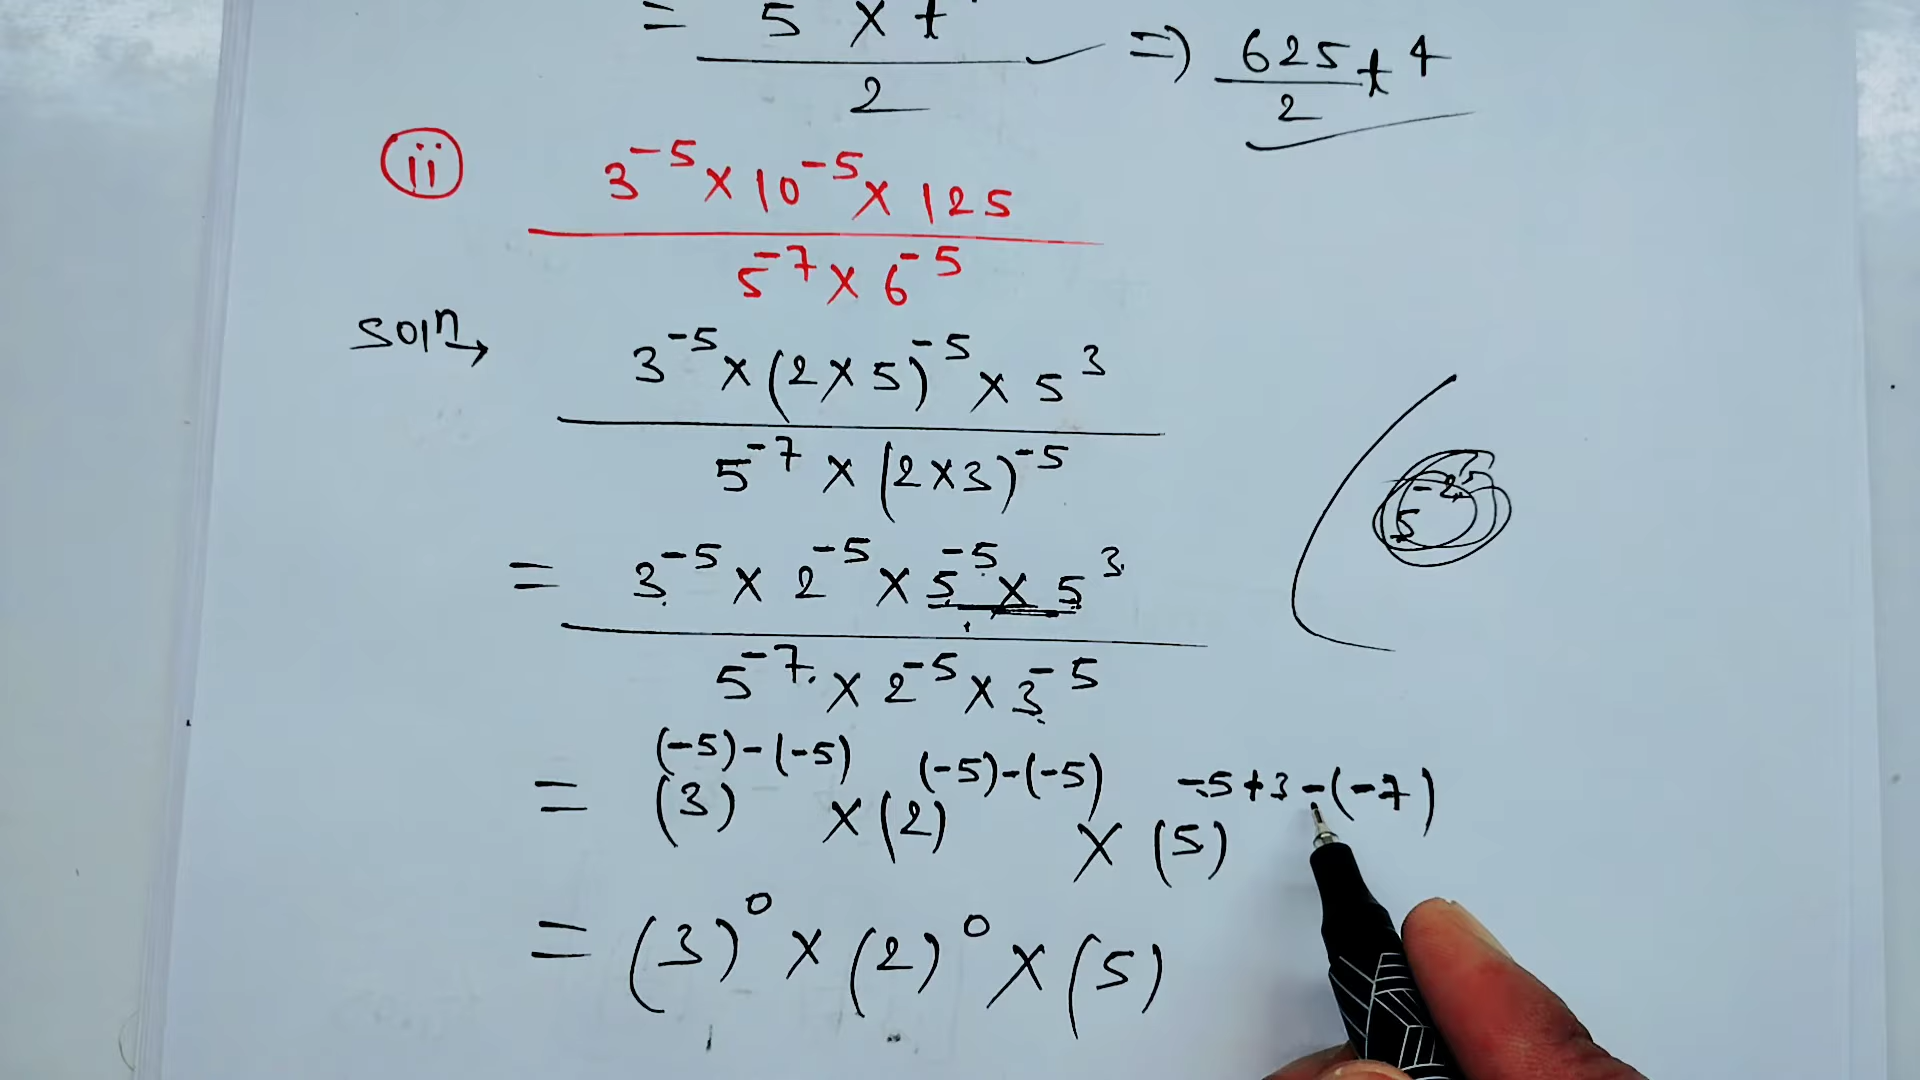 = 5 × t / 2 => 625/2 t^4
(ii) 3^-5 × 10^-5 × 125 / 5^-7 × 6^-5
Soln→ 3^-5 × (2×5)^-5 × 5^3 / 5^-7 × (2×3)^-5
= 3^-5 × 2^-5 × 5^-5 × 5^3 / 5^-7 × 2^-5 × 3^-5
= (3)^(-5)-(-5) × (2)^(-5)-(-5) × (5)^-5+3-(-7)
= (3)^0 × (2)^0 × (5)